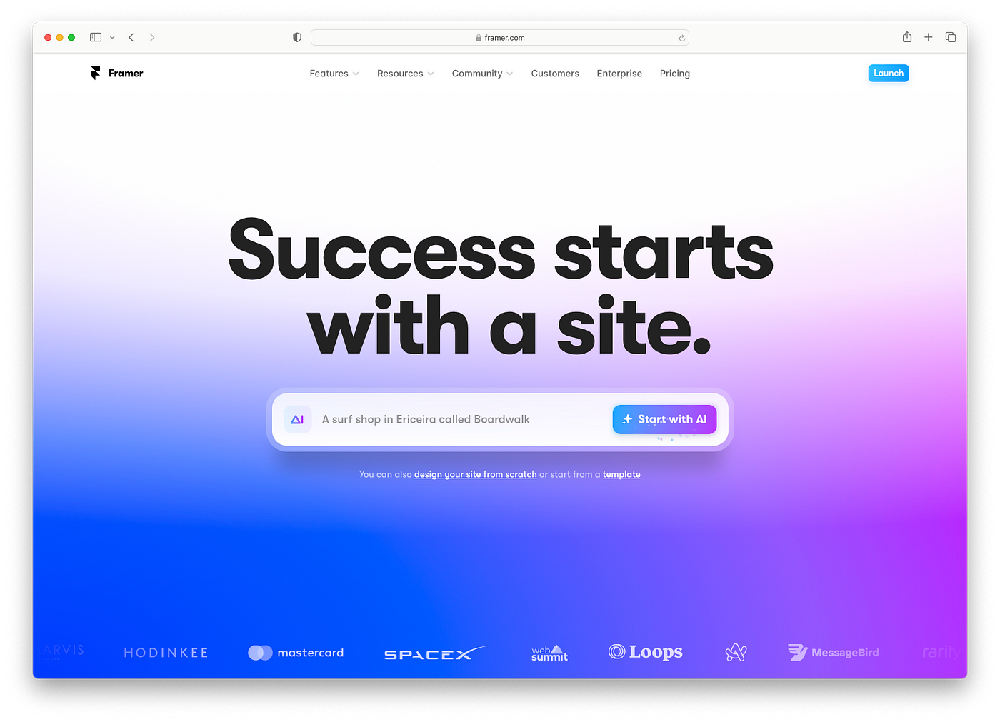 framer.com
Framer
Features
Resources
Community
Customers
Enterprise
Pricing
Launch
Success starts
with a site.
AI
A surf shop in Ericeira called Boardwalk
Start with AI
You can also design your site from scratch or start from a template
ARVIS
HODINKEE
mastercard
SPACEX
web
summit
Loops
MessageBird
rarify